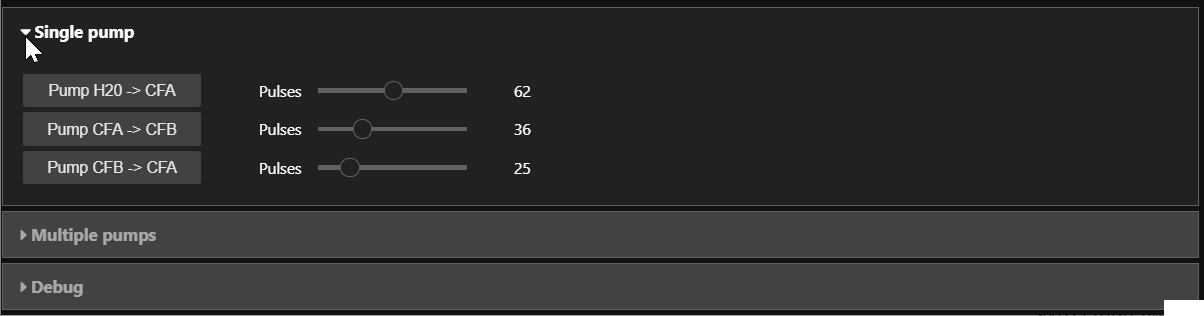 Single pump
Pump H20 -> CFA Pulses 62
Pump CFA -> CFB Pulses 36
Pump CFB -> CFA Pulses 25
Multiple pumps
Debug